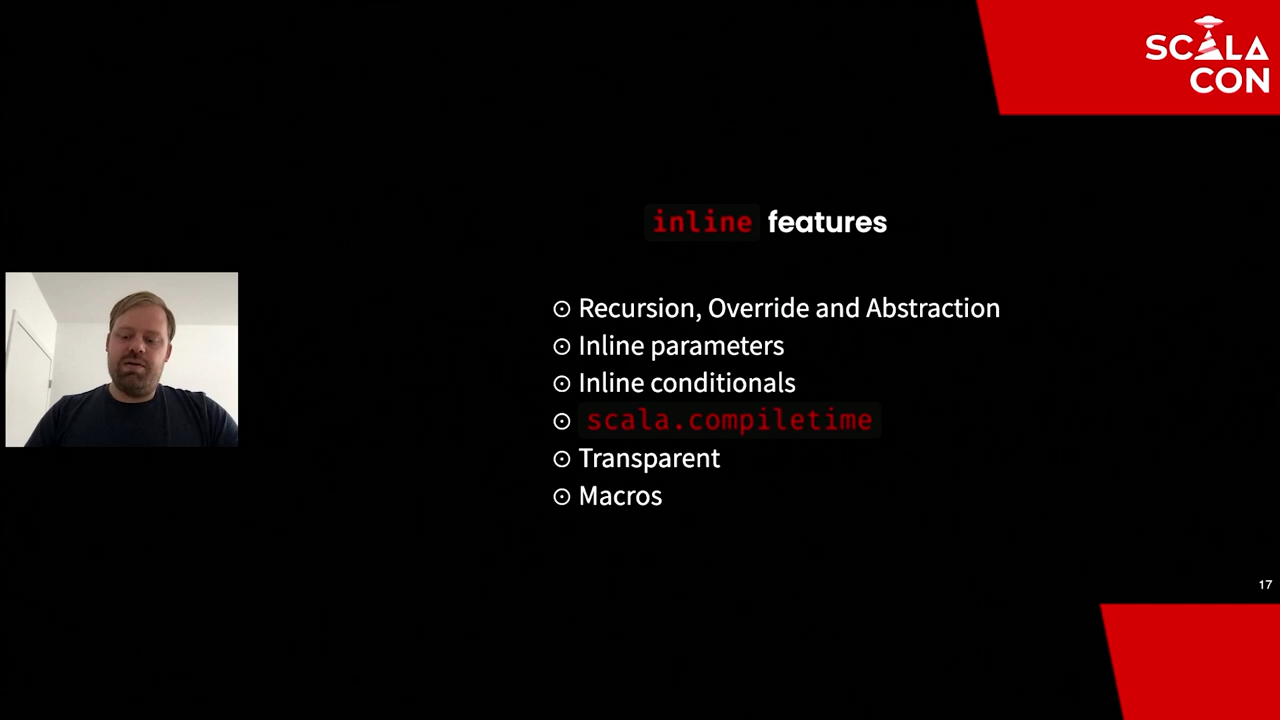 SCALA
CON
inline features
Recursion, Override and Abstraction
Inline parameters
Inline conditionals
scala.compiletime
Transparent
Macros
17